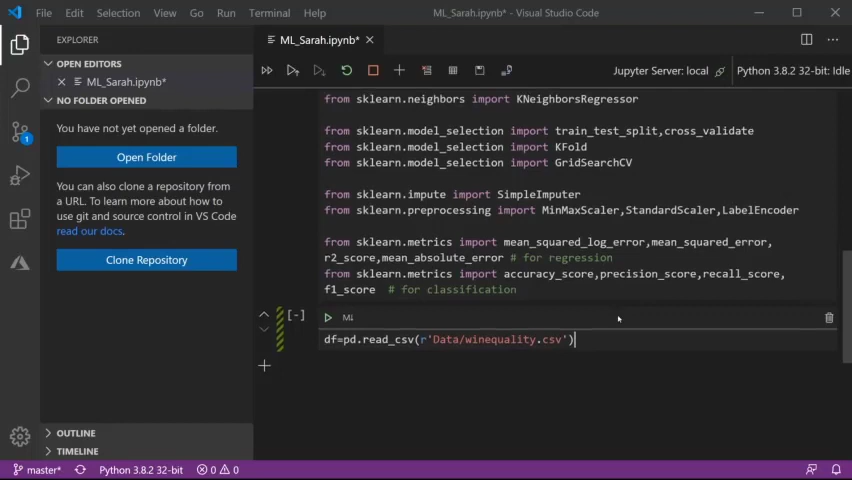 File Edit Selection View Go Run Terminal Help
ML_Sarah.ipynb* - Visual Studio Code
EXPLORER
ML_Sarah.ipynb*
OPEN EDITORS
ML_Sarah.ipynb*
NO FOLDER OPENED
You have not yet opened a folder.
Open Folder
You can also clone a repository from
a URL. To learn more about how to
use git and source control in VS Code
read our docs.
Clone Repository
1
OUTLINE
TIMELINE
Jupyter Server: local
Python 3.8.2 32-bit: Idle
from sklearn.neighbors import KNeighborsRegressor
from sklearn.model_selection import train_test_split,cross_validate
from sklearn.model_selection import KFold
from sklearn.model_selection import GridSearchCV
from sklearn.impute import SimpleImputer
from sklearn.preprocessing import MinMaxScaler,StandardScaler,LabelEncoder
from sklearn.metrics import mean_squared_log_error,mean_squared_error,
r2_score,mean_absolute_error # for regression
from sklearn.metrics import accuracy_score,precision_score,recall_score,
f1_score # for classification
[-]
M↓
df=pd.read_csv(r'Data/winequality.csv')
master* Python 3.8.2 32-bit 0 0